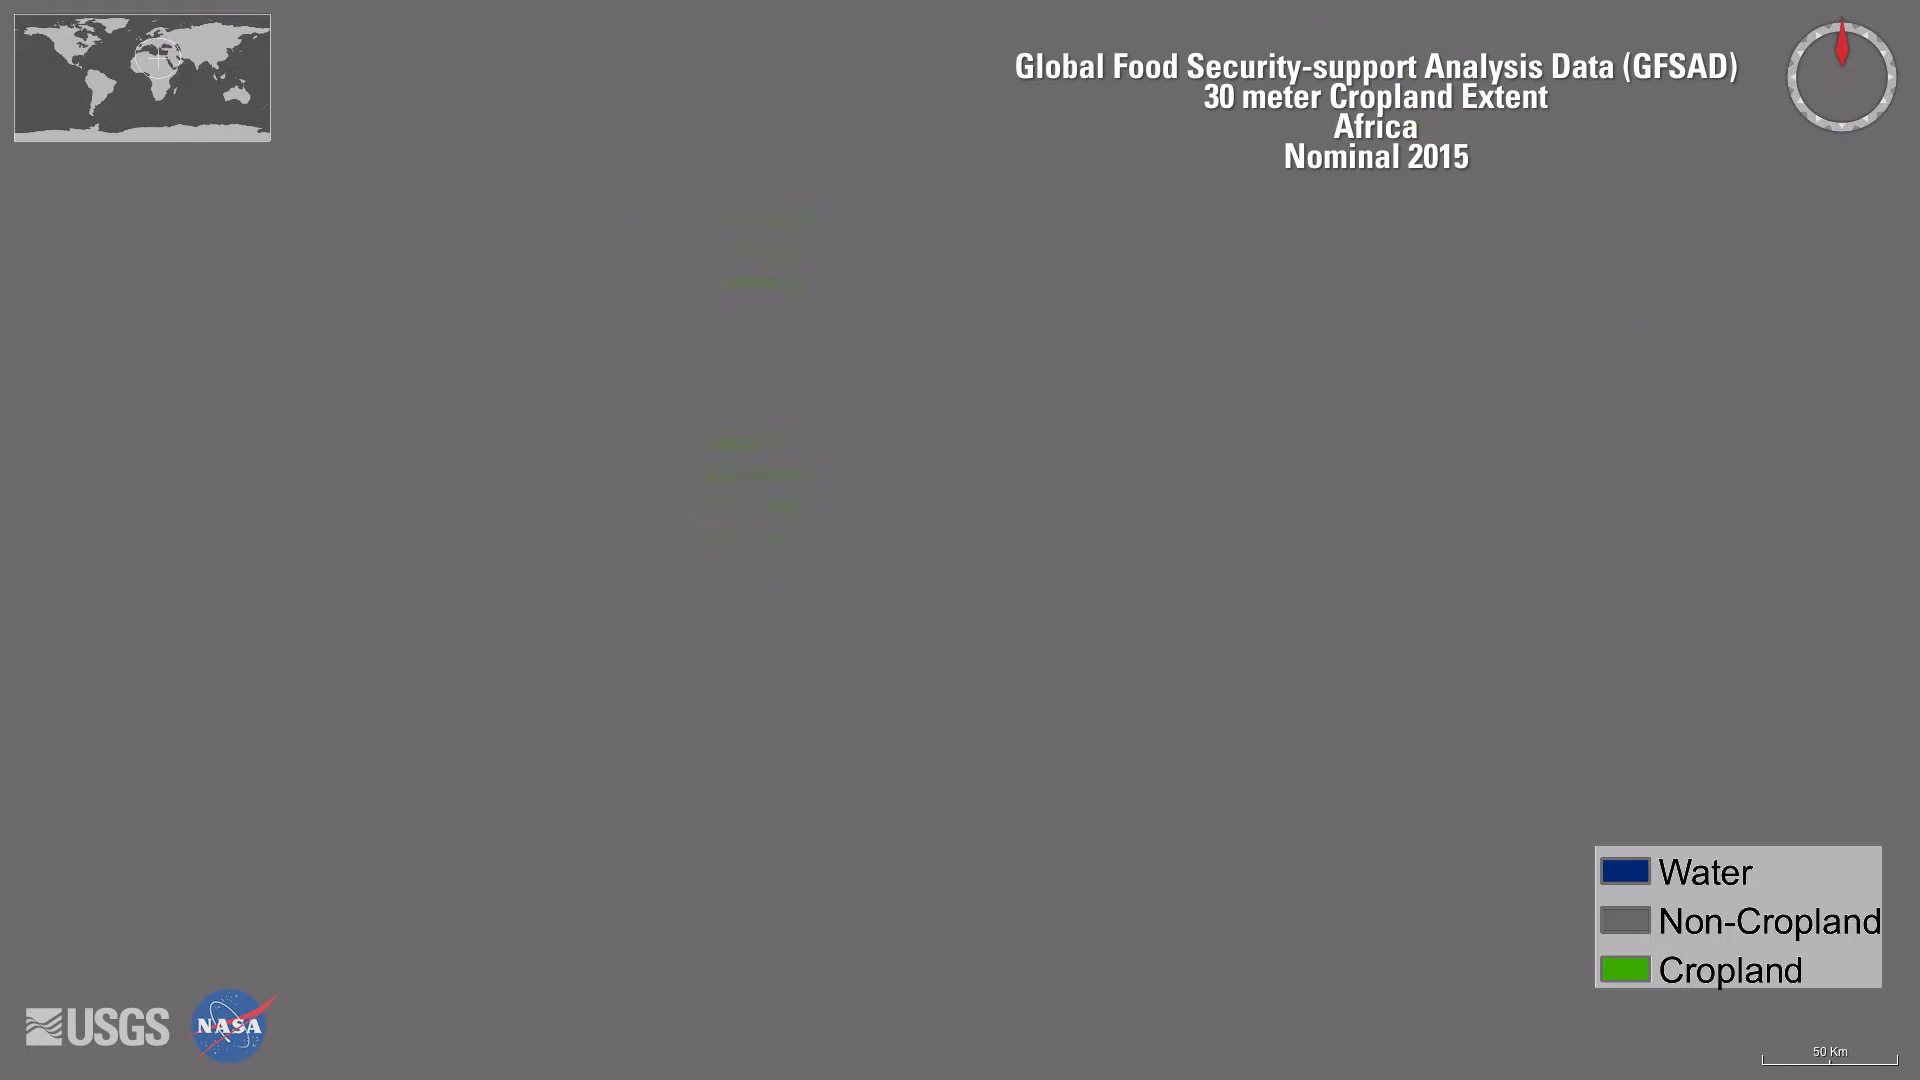 Global Food Security-support Analysis Data (GFSAD)
30 meter Cropland Extent
Africa
Nominal 2015
Water
Non-Cropland
Cropland
USGS
NASA
50 Km